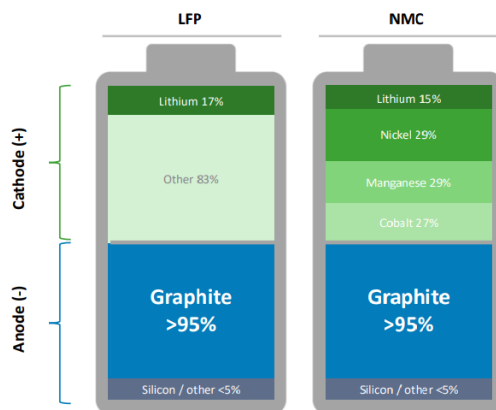 LFP
NMC
Cathode (+)
Lithium 17%
Other 83%
Lithium 15%
Nickel 29%
Manganese 29%
Cobalt 27%
Anode (-)
Graphite
>95%
Silicon / other <5%
Graphite
>95%
Silicon / other <5%